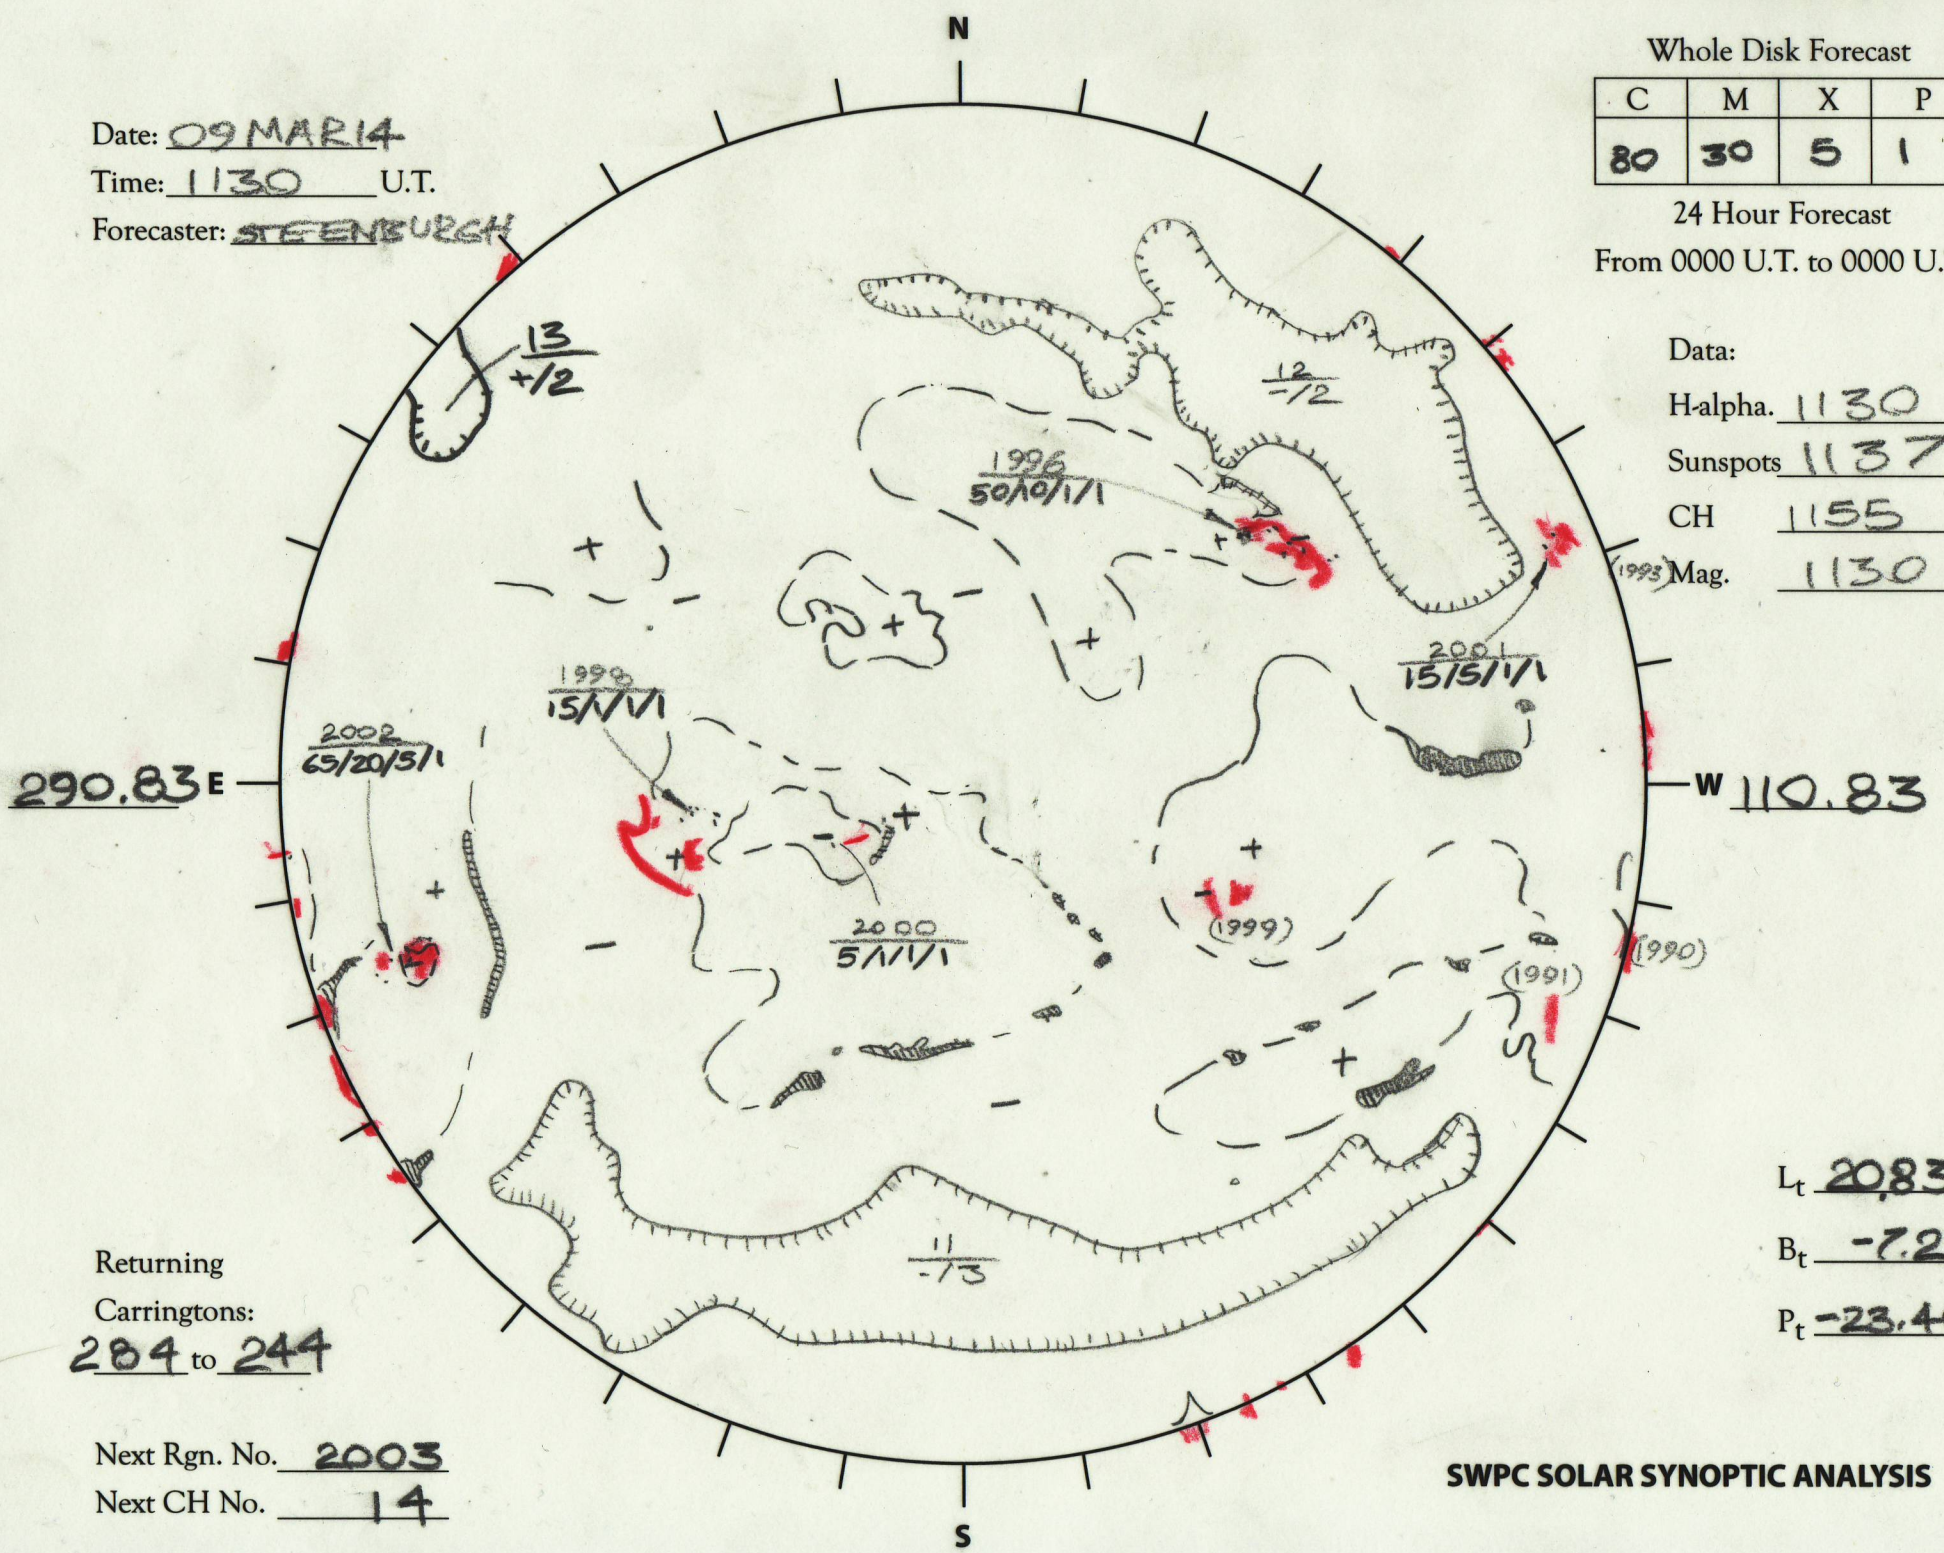 N
Whole Disk Forecast
C M X P
80 30 5 1
24 Hour Forecast
From 0000 U.T. to 0000 U.
Date: 09 MAR 14
Time: 1130 U.T.
Forecaster: STEENBURGH
Data:
H-alpha. 1130
Sunspots 1137
CH 1155
(1993) Mag. 1130
13
+/2
12
-/2
1996
50/10/1/1
2001
15/5/1/1
1998
15/1/1/1
2002
65/20/5/1
290.83 E
W 110.83
2000
5/1/1/1
(1999)
(1990)
(1991)
Lt 20.83
Bt -7.2
Pt -23.4
11
-/3
Returning
Carringtons:
284 to 244
Next Rgn. No. 2003
Next CH No. 14
SWPC SOLAR SYNOPTIC ANALYSIS
S